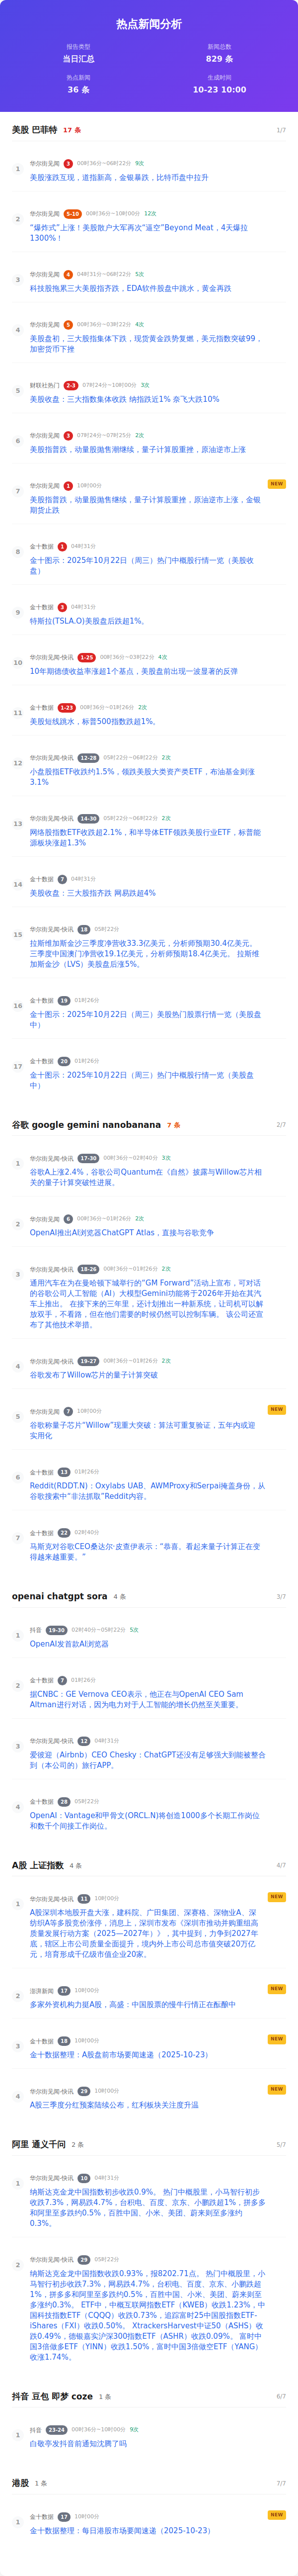 热点新闻分析
报告类型
当日汇总
新闻总数
829 条
热点新闻
36 条
生成时间
10-23 10:00
美股 巴菲特 17 条 1/7
1
华尔街见闻 3 00时36分~06时22分 9次
美股涨跌互现，道指新高，金银暴跌，比特币盘中拉升
2
华尔街见闻 5-10 00时36分~10时00分 12次
“爆炸式”上涨！美股散户大军再次“逼空”Beyond Meat，4天爆拉
1300%！
3
华尔街见闻 4 04时31分~06时22分 5次
科技股拖累三大美股指齐跌，EDA软件股盘中跳水，黄金再跌
4
华尔街见闻 5 00时36分~03时22分 4次
美股盘初，三大股指集体下跌，现货黄金跌势复燃，美元指数突破99，
加密货币下挫
5
财联社热门 2-3 07时24分~10时00分 3次
美股收盘：三大指数集体收跌 纳指跌近1% 奈飞大跌10%
6
华尔街见闻 3 07时24分~07时25分 2次
美股指普跌，动量股抛售潮继续，量子计算股重挫，原油逆市上涨
7
华尔街见闻 1 10时00分 NEW
美股指普跌，动量股抛售继续，量子计算股重挫，原油逆市上涨，金银
期货止跌
8
金十数据 1 04时31分
金十图示：2025年10月22日（周三）热门中概股行情一览（美股收
盘）
9
金十数据 3 04时31分
特斯拉(TSLA.O)美股盘后跌超1%。
10
华尔街见闻-快讯 1-25 00时36分~03时22分 4次
10年期德债收益率涨超1个基点，美股盘前出现一波显著的反弹
11
金十数据 1-23 00时36分~01时26分 2次
美股短线跳水，标普500指数跌超1%。
12
华尔街见闻-快讯 12-28 05时22分~06时22分 2次
小盘股指ETF收跌约1.5%，领跌美股大类资产类ETF，布油基金则涨
3.1%
13
华尔街见闻-快讯 14-30 05时22分~06时22分 2次
网络股指数ETF收跌超2.1%，和半导体ETF领跌美股行业ETF，标普能
源板块涨超1.3%
14
金十数据 7 04时31分
美股收盘：三大股指齐跌 网易跌超4%
15
华尔街见闻-快讯 18 05时22分
拉斯维加斯金沙三季度净营收33.3亿美元，分析师预期30.4亿美元。
三季度中国澳门净营收19.1亿美元，分析师预期18.4亿美元。 拉斯维
加斯金沙（LVS）美股盘后涨5%。
16
金十数据 19 01时26分
金十图示：2025年10月22日（周三）美股热门股票行情一览（美股盘
中）
17
金十数据 20 01时26分
金十图示：2025年10月22日（周三）热门中概股行情一览（美股盘
中）
谷歌 google gemini nanobanana 7 条 2/7
1
华尔街见闻-快讯 17-30 00时36分~02时40分 3次
谷歌A上涨2.4%，谷歌公司Quantum在《自然》披露与Willow芯片相
关的量子计算突破性进展。
2
华尔街见闻 6 00时36分~01时26分 2次
OpenAI推出AI浏览器ChatGPT Atlas，直接与谷歌竞争
3
华尔街见闻-快讯 18-26 00时36分~01时26分 2次
通用汽车在为在曼哈顿下城举行的“GM Forward”活动上宣布，可对话
的谷歌公司人工智能（AI）大模型Gemini功能将于2026年开始在其汽
车上推出。 在接下来的三年里，还计划推出一种新系统，让司机可以解
放双手，不看路，但在他们需要的时候仍然可以控制车辆。 该公司还宣
布了其他技术举措。
4
华尔街见闻-快讯 19-27 00时36分~01时26分 2次
谷歌发布了Willow芯片的量子计算突破
5
华尔街见闻 7 10时00分 NEW
谷歌称量子芯片“Willow”现重大突破：算法可重复验证，五年内或迎
实用化
6
金十数据 13 01时26分
Reddit(RDDT.N)：Oxylabs UAB、AWMProxy和Serpai掩盖身份，从
谷歌搜索中“非法抓取”Reddit内容。
7
金十数据 22 02时40分
马斯克对谷歌CEO桑达尔·皮查伊表示：“恭喜。看起来量子计算正在变
得越来越重要。”
openai chatgpt sora 4 条 3/7
1
抖音 19-30 02时40分~05时22分 5次
OpenAI发首款AI浏览器
2
金十数据 7 01时26分
据CNBC：GE Vernova CEO表示，他正在与OpenAI CEO Sam
Altman进行对话，因为电力对于人工智能的增长仍然至关重要。
3
华尔街见闻-快讯 12 04时31分
爱彼迎（Airbnb）CEO Chesky：ChatGPT还没有足够强大到能被整合
到（本公司的）旅行APP。
4
金十数据 28 05时22分
OpenAI：Vantage和甲骨文(ORCL.N)将创造1000多个长期工作岗位
和数千个间接工作岗位。
A股 上证指数 4 条 4/7
1
华尔街见闻-快讯 11 10时00分 NEW
A股深圳本地股开盘大涨，建科院、广田集团、深赛格、深物业A、深
纺织A等多股竞价涨停，消息上，深圳市发布《深圳市推动并购重组高
质量发展行动方案（2025—2027年）》，其中提到，力争到2027年
底，辖区上市公司质量全面提升，境内外上市公司总市值突破20万亿
元，培育形成千亿级市值企业20家。
2
澎湃新闻 17 10时00分 NEW
多家外资机构力挺A股，高盛：中国股票的慢牛行情正在酝酿中
3
金十数据 18 10时00分 NEW
金十数据整理：A股盘前市场要闻速递（2025-10-23）
4
华尔街见闻-快讯 29 10时00分 NEW
A股三季度分红预案陆续公布，红利板块关注度升温
阿里 通义千问 2 条 5/7
1
华尔街见闻-快讯 10 04时31分
纳斯达克金龙中国指数初步收跌0.9%。 热门中概股里，小马智行初步
收跌7.3%，网易跌4.7%，台积电、百度、京东、小鹏跌超1%，拼多多
和阿里至多跌约0.5%，百胜中国、小米、美团、蔚来则至多涨约
0.3%。
2
华尔街见闻-快讯 29 05时22分
纳斯达克金龙中国指数收跌0.93%，报8202.71点。 热门中概股里，小
马智行初步收跌7.3%，网易跌4.7%，台积电、百度、京东、小鹏跌超
1%，拼多多和阿里至多跌约0.5%，百胜中国、小米、美团、蔚来则至
多涨约0.3%。 ETF中，中概互联网指数ETF（KWEB）收跌1.23%，中
国科技指数ETF（CQQQ）收跌0.73%，追踪富时25中国股指数ETF-
iShares（FXI）收跌0.50%。 XtrackersHarvest中证50（ASHS）收
跌0.49%，德银嘉实沪深300指数ETF（ASHR）收跌0.09%。 富时中
国3倍做多ETF（YINN）收跌1.50%，富时中国3倍做空ETF（YANG）
收涨1.74%。
抖音 豆包 即梦 coze 1 条 6/7
1
抖音 23-24 00时36分~10时00分 9次
白敬亭发抖音前通知沈腾了吗
港股 1 条 7/7
1
金十数据 17 10时00分 NEW
金十数据整理：每日港股市场要闻速递（2025-10-23）